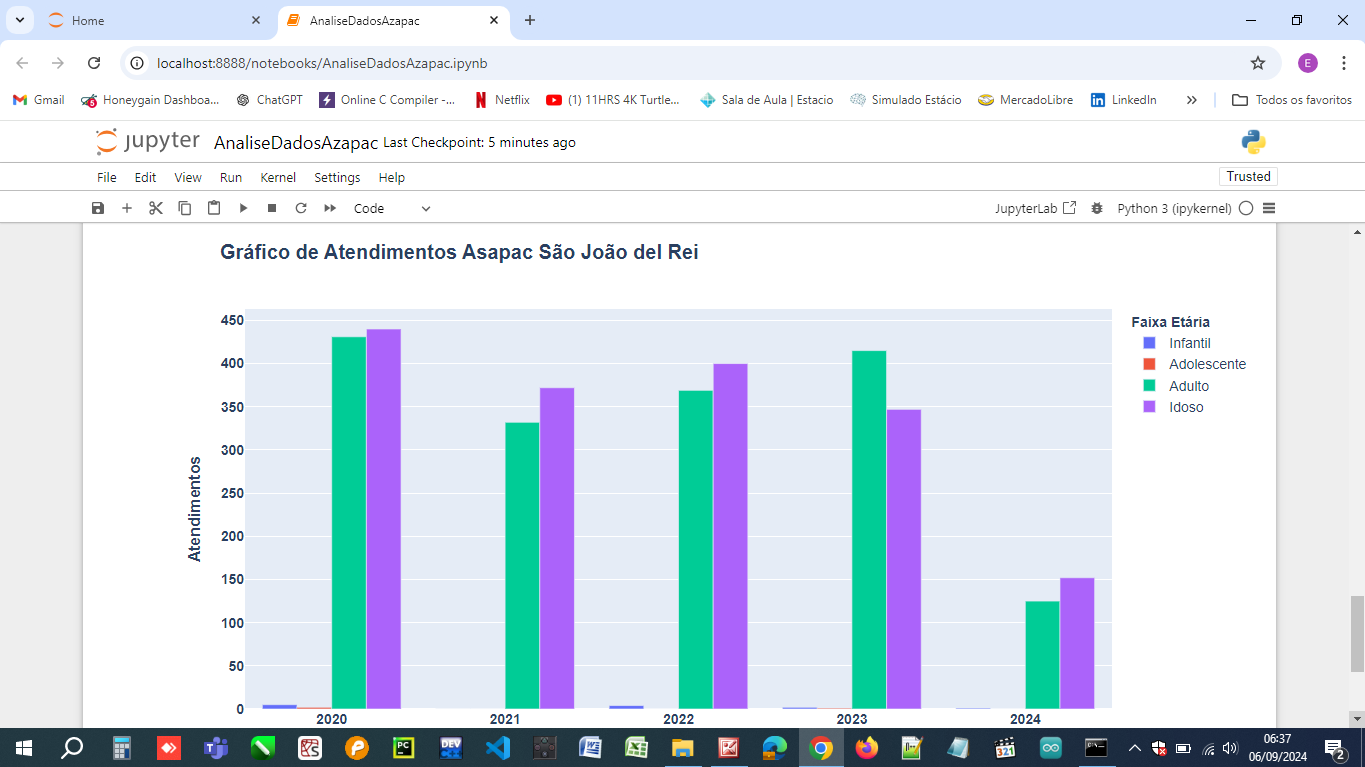 Home
AnaliseDadosAzapac
localhost:8888/notebooks/AnaliseDadosAzapac.ipynb
E
Gmail
Honeygain Dashboa...
ChatGPT
Online C Compiler -...
Netflix
(1) 11HRS 4K Turtle...
Sala de Aula | Estacio
Simulado Estácio
MercadoLibre
LinkedIn
Todos os favoritos
jupyter
AnaliseDadosAzapac Last Checkpoint: 5 minutes ago
File Edit View Run Kernel Settings Help
Trusted
Code
JupyterLab
Python 3 (ipykernel)
Gráfico de Atendimentos Asapac São João del Rei
450
400
350
300
250
200
150
100
50
0
Atendimentos
2020 2021 2022 2023 2024
Faixa Etária
Infantil
Adolescente
Adulto
Idoso
PC
DEV
321
06:37
06/09/2024
2